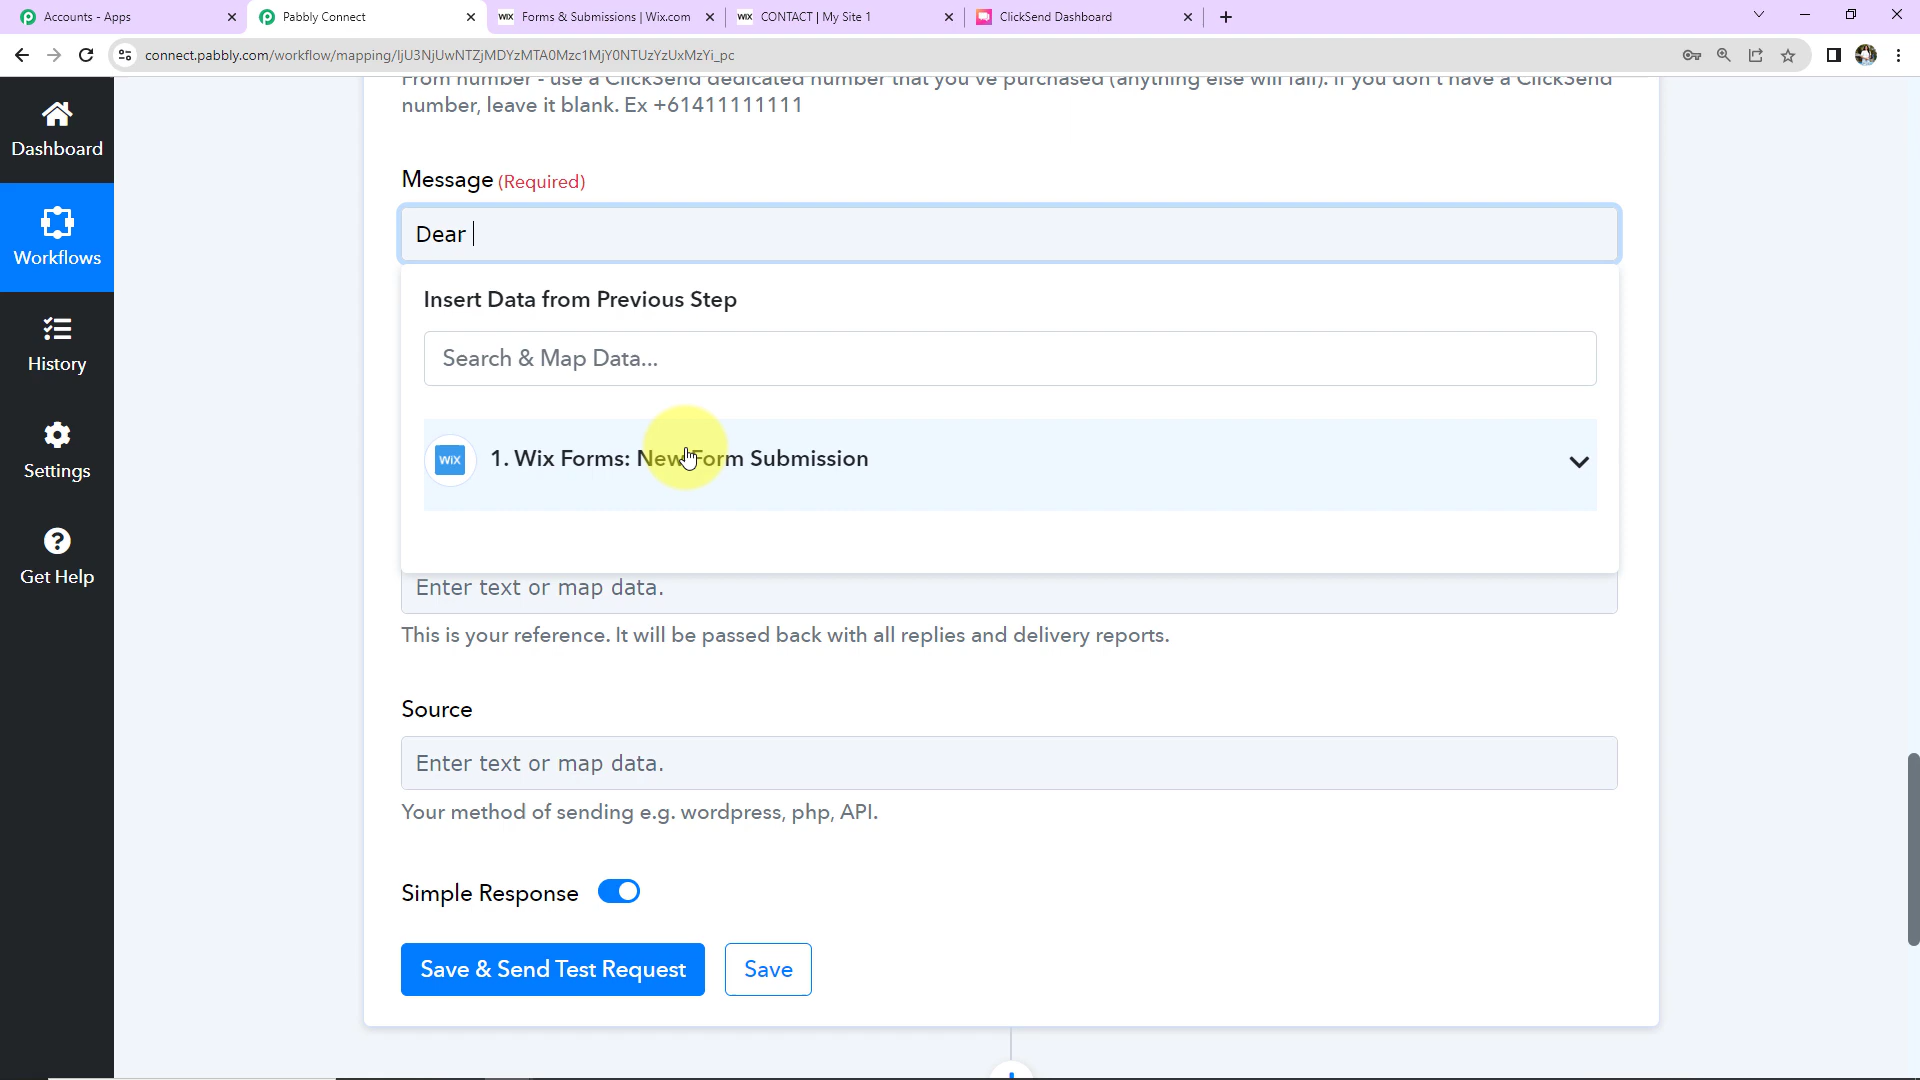 Accounts - Apps
Pabbly Connect
WIX Forms & Submissions | Wix.com
WIX CONTACT | My Site 1
ClickSend Dashboard
connect.pabbly.com/workflow/mapping/IjU3NjUwNTZjMDYzMTA0Mzc1MjY0NTUzYzUxMzYi_pc
From number - use a ClickSend dedicated number that you've purchased (anything else will fail). If you don't have a ClickSend
number, leave it blank. Ex +61411111111
Dashboard
Message (Required)
Dear
Workflows
Insert Data from Previous Step
Search & Map Data...
History
WIX 1. Wix Forms: New Form Submission
Settings
Get Help
Enter text or map data.
This is your reference. It will be passed back with all replies and delivery reports.
Source
Enter text or map data.
Your method of sending e.g. wordpress, php, API.
Simple Response
Save & Send Test Request
Save